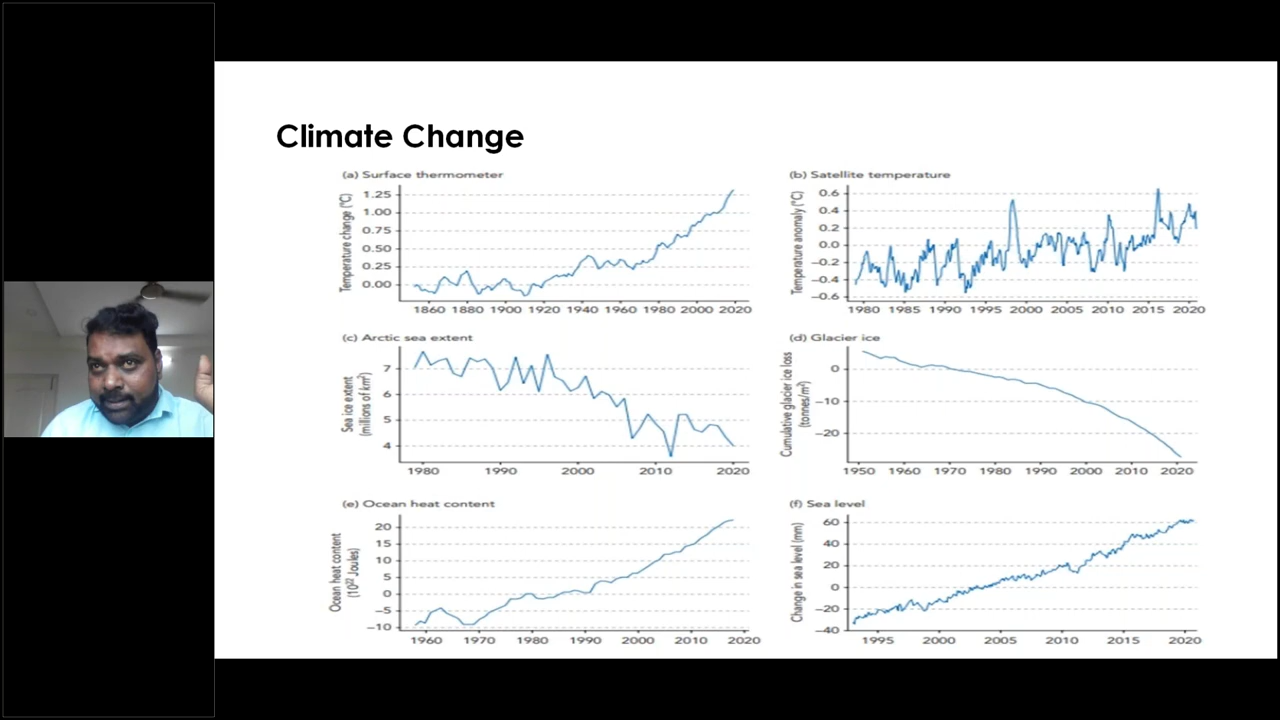 Climate Change
(a) Surface thermometer
Temperature change (°C)
1.25
1.00
0.75
0.50
0.25
0.00
1860 1880 1900 1920 1940 1960 1980 2000 2020
(b) Satellite temperature
Temperature anomaly (°C)
0.6
0.4
0.2
0.0
−0.2
−0.4
−0.6
1980 1985 1990 1995 2000 2005 2010 2015 2020
(c) Arctic sea extent
Sea ice extent
(millions of km²)
7
6
5
4
1980 1990 2000 2010 2020
(d) Glacier ice
Cumulative glacier ice loss
(tonnes/m²)
0
−10
−20
1950 1960 1970 1980 1990 2000 2010 2020
(e) Ocean heat content
Ocean heat content
(10²² Joules)
20
15
10
5
0
−5
−10
1960 1970 1980 1990 2000 2010 2020
(f) Sea level
Change in sea level (mm)
60
40
20
0
−20
−40
1995 2000 2005 2010 2015 2020